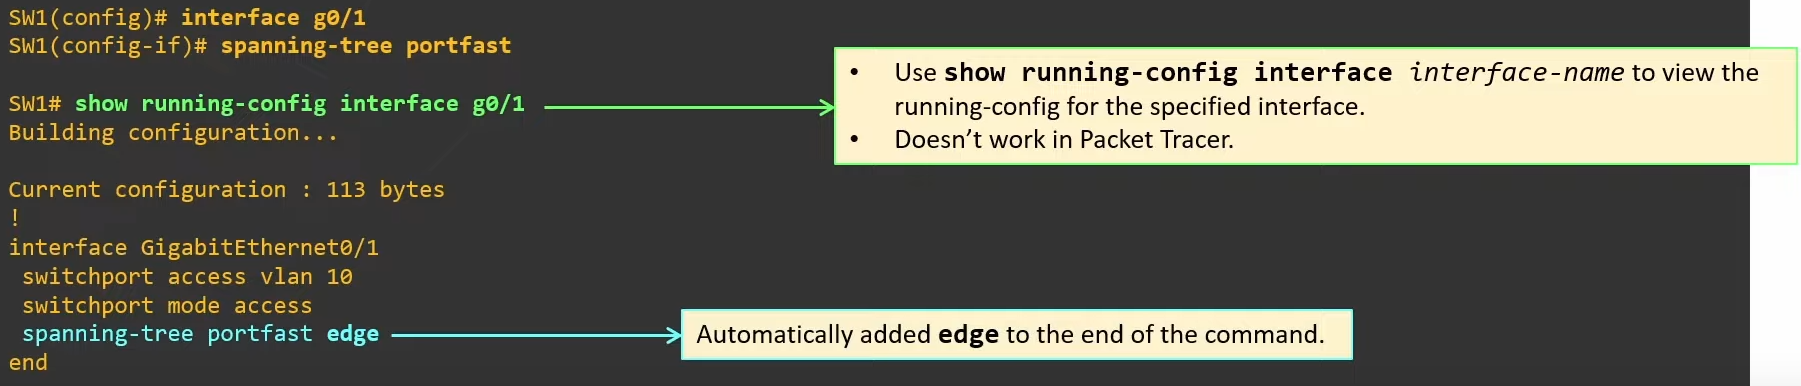 SW1(config)# interface g0/1
SW1(config-if)# spanning-tree portfast
SW1# show running-config interface g0/1
Building configuration...
Current configuration : 113 bytes
!
interface GigabitEthernet0/1
switchport access vlan 10
switchport mode access
spanning-tree portfast edge
end
• Use show running-config interface interface-name to view the
running-config for the specified interface.
• Doesn’t work in Packet Tracer.
Automatically added edge to the end of the command.